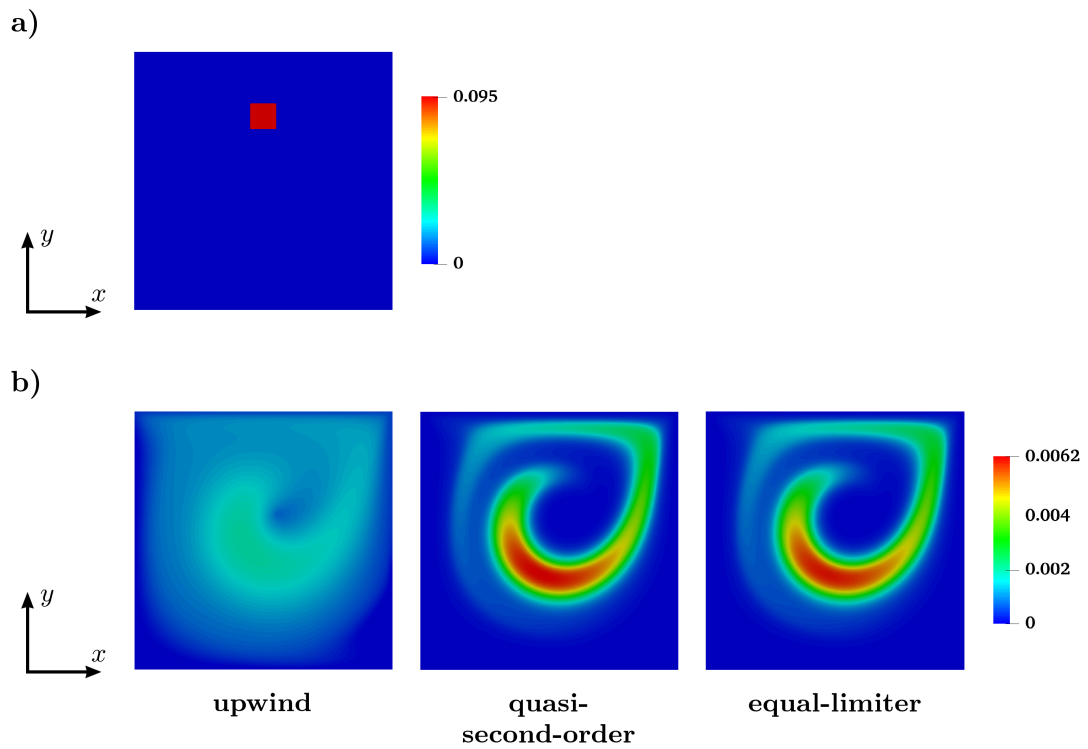 a)
0.095
0
y
x
b)
0.0062
0.004
0.002
0
y
x
upwind
quasi-
second-order
equal-limiter